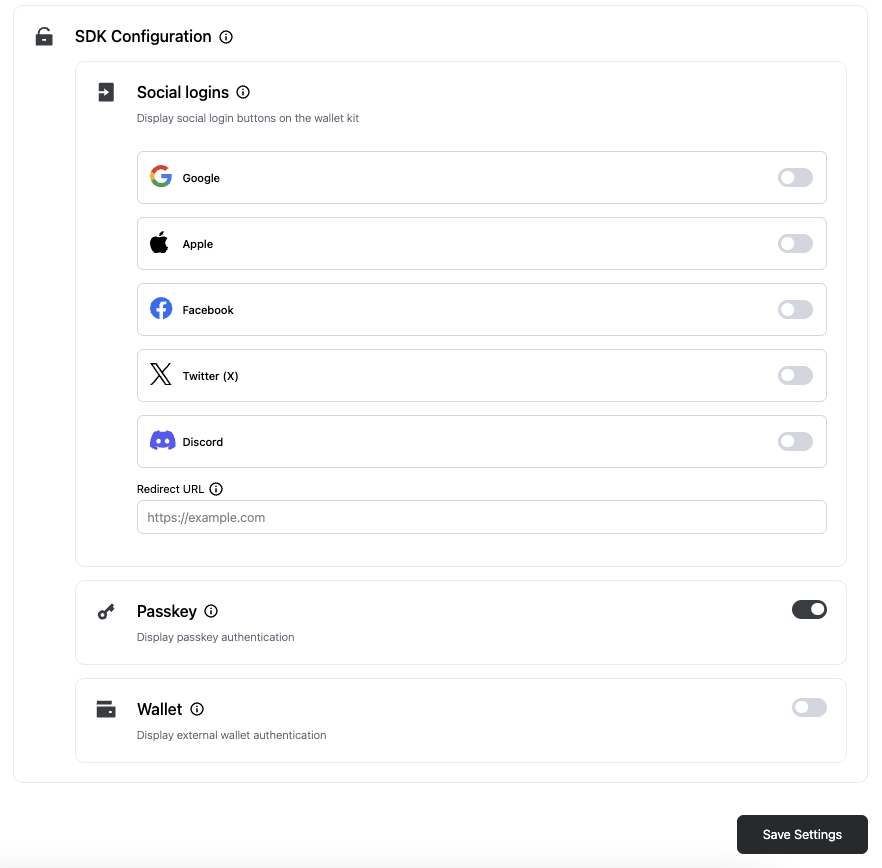 SDK Configuration
Social logins
Display social login buttons on the wallet kit
Google
Apple
Facebook
Twitter (X)
Discord
Redirect URL
https://example.com
Passkey
Display passkey authentication
Wallet
Display external wallet authentication
Save Settings